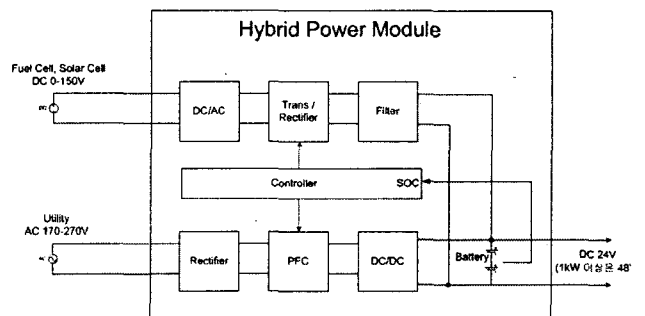 Hybrid Power Module
Fuel Cell, Solar Cell
DC 0-150V
DC/AC
Trans /
Rectifier
Filter
Controller
SOC
Utility
AC 170-270V
Rectifier
PFC
DC/DC
Battery
DC 24V
(1kW 이상은 48'